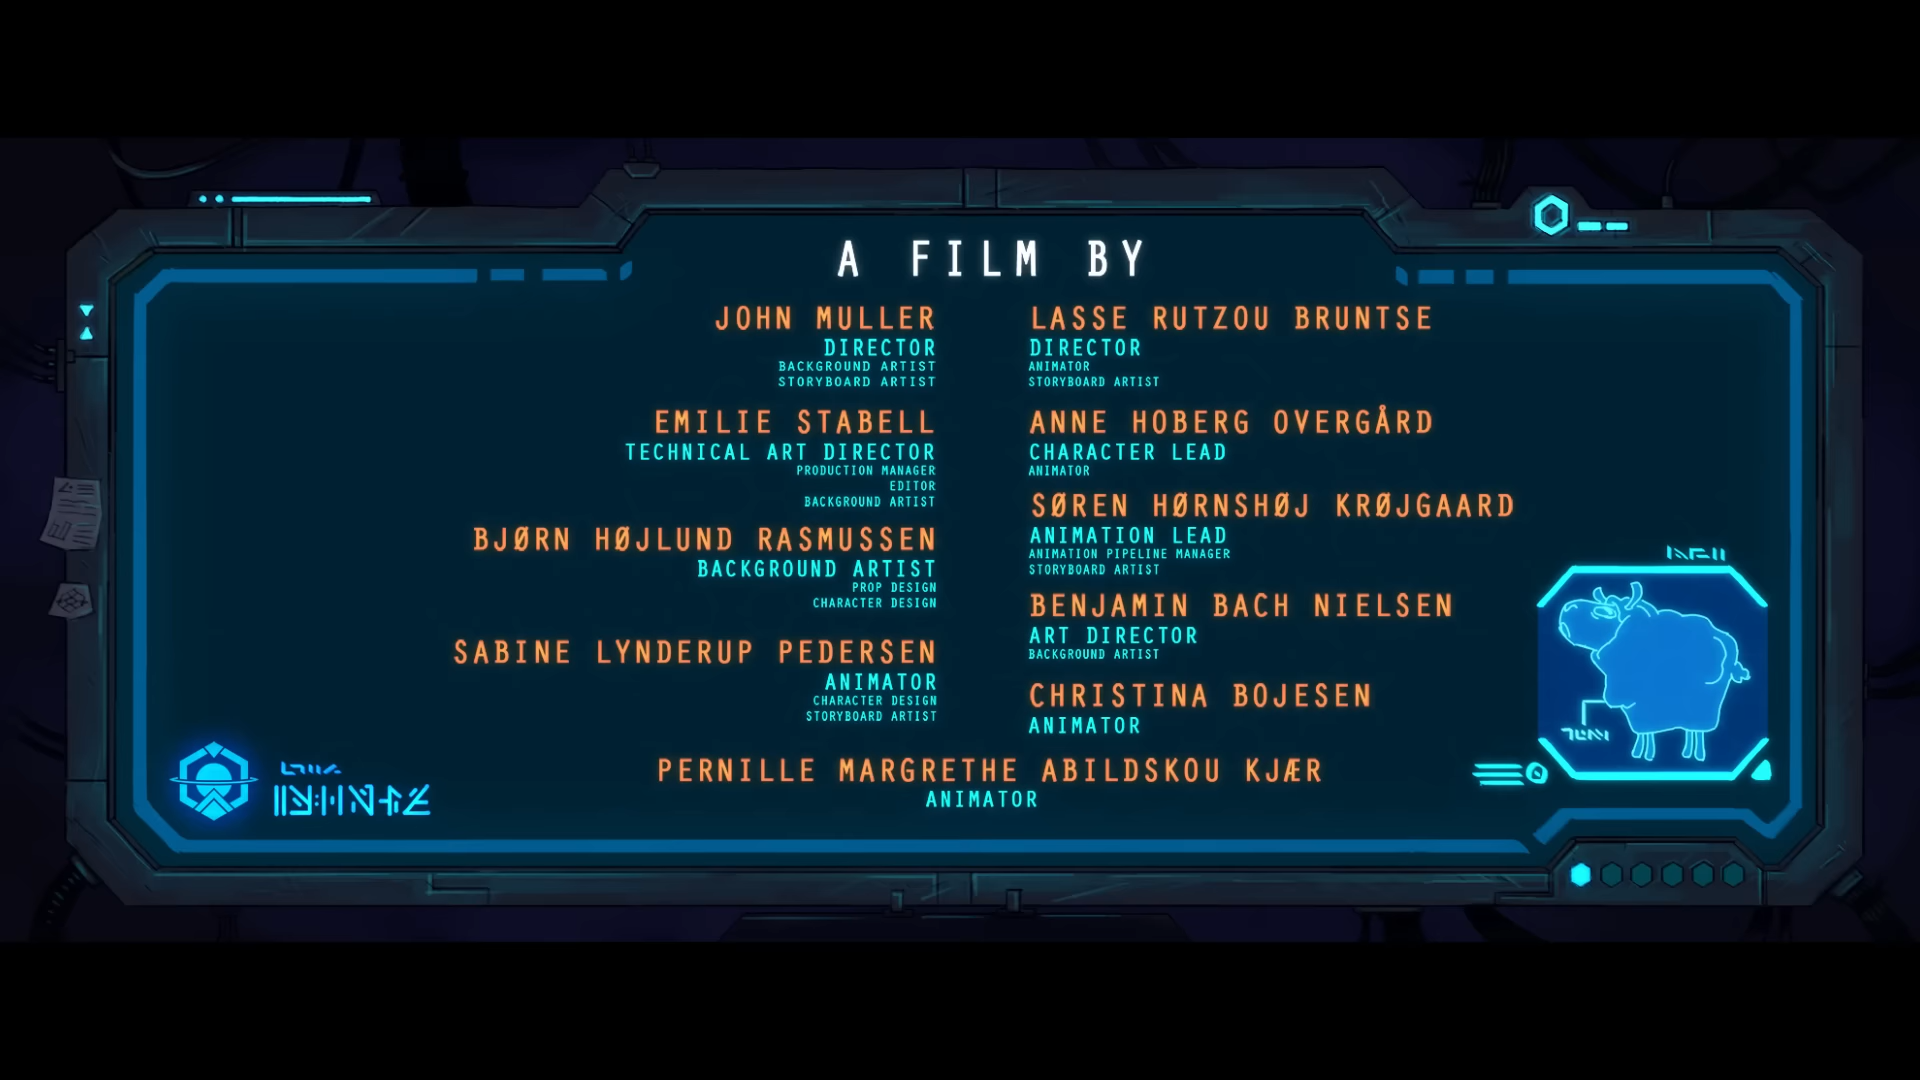 A FILM BY
JOHN MULLER
DIRECTOR
BACKGROUND ARTIST
STORYBOARD ARTIST
EMILIE STABELL
TECHNICAL ART DIRECTOR
PRODUCTION MANAGER
EDITOR
BACKGROUND ARTIST
BJØRN HØJLUND RASMUSSEN
BACKGROUND ARTIST
PROP DESIGN
CHARACTER DESIGN
SABINE LYNDERUP PEDERSEN
ANIMATOR
CHARACTER DESIGN
STORYBOARD ARTIST
LASSE RUTZOU BRUNTSE
DIRECTOR
ANIMATOR
STORYBOARD ARTIST
ANNE HOBERG OVERGÅRD
CHARACTER LEAD
ANIMATOR
SØREN HØRNSHØJ KRØJGAARD
ANIMATION LEAD
ANIMATION PIPELINE MANAGER
STORYBOARD ARTIST
BENJAMIN BACH NIELSEN
ART DIRECTOR
BACKGROUND ARTIST
CHRISTINA BOJESEN
ANIMATOR
PERNILLE MARGRETHE ABILDSKOU KJÆR
ANIMATOR